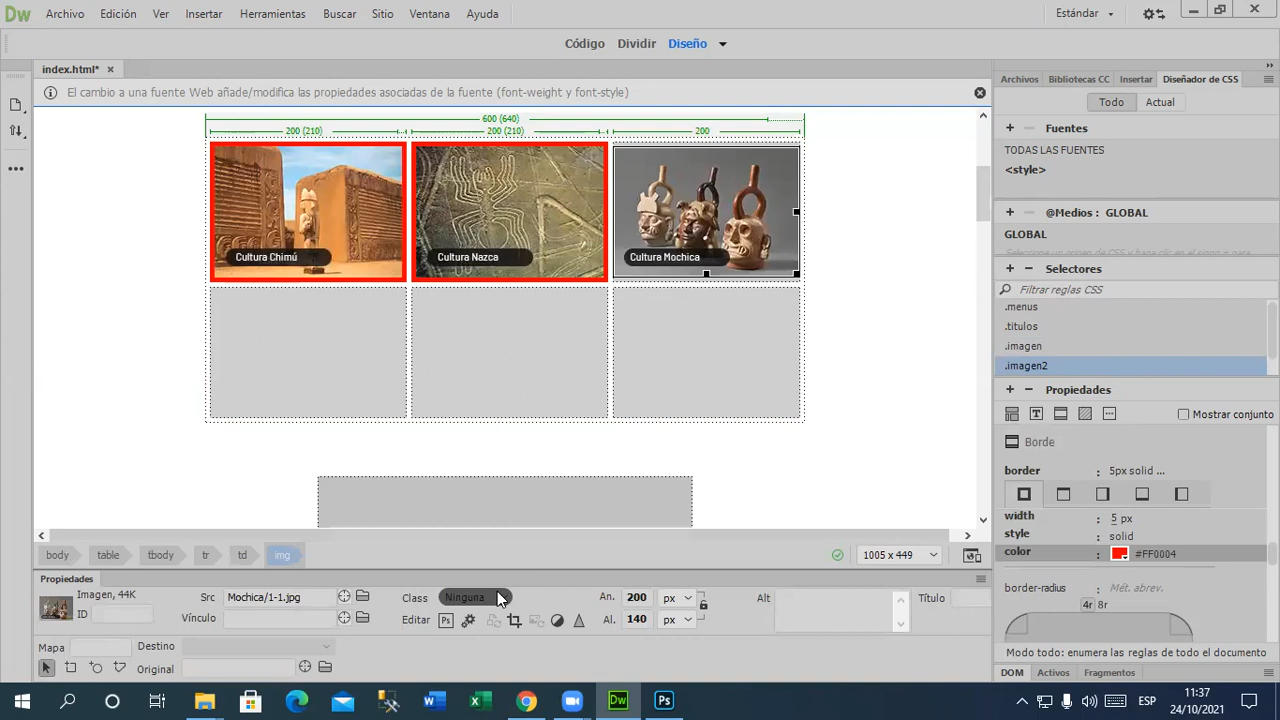 Dw Archivo Edición Ver Insertar Herramientas Buscar Sitio Ventana Ayuda Estándar
Código Dividir Diseño
index.html*
El cambio a una fuente Web añade/modifica las propiedades asociadas de la fuente (font-weight y font-style)
600 (640)
200 (210) 200 (210) 200
Cultura Chimú Cultura Nazca Cultura Mochica
body table tbody tr td img 1005 x 449
Propiedades
Imagen, 44K Src Mochica/1-1.jpg Class Ninguna An. 200 px Alt Título
ID Vínculo Editar Ps Al. 140 px
Mapa Destino
Original
Archivos Bibliotecas CC Insertar Diseñador de CSS
Todo Actual
+ − Fuentes
TODAS LAS FUENTES
<style>
+ − @Medios : GLOBAL
GLOBAL
+ − Selectores
Filtrar reglas CSS
.menus
.titulos
.imagen
.imagen2
+ − Propiedades
Mostrar conjunto
Borde
border : 5px solid ...
width : 5 px
style : solid
color : #FF0004
border-radius : Mét. abrev.
4r 8r
Modo todo: enumera las reglas de todo el documento
DOM Activos Fragmentos
Dw Ps ESP 11:37
24/10/2021